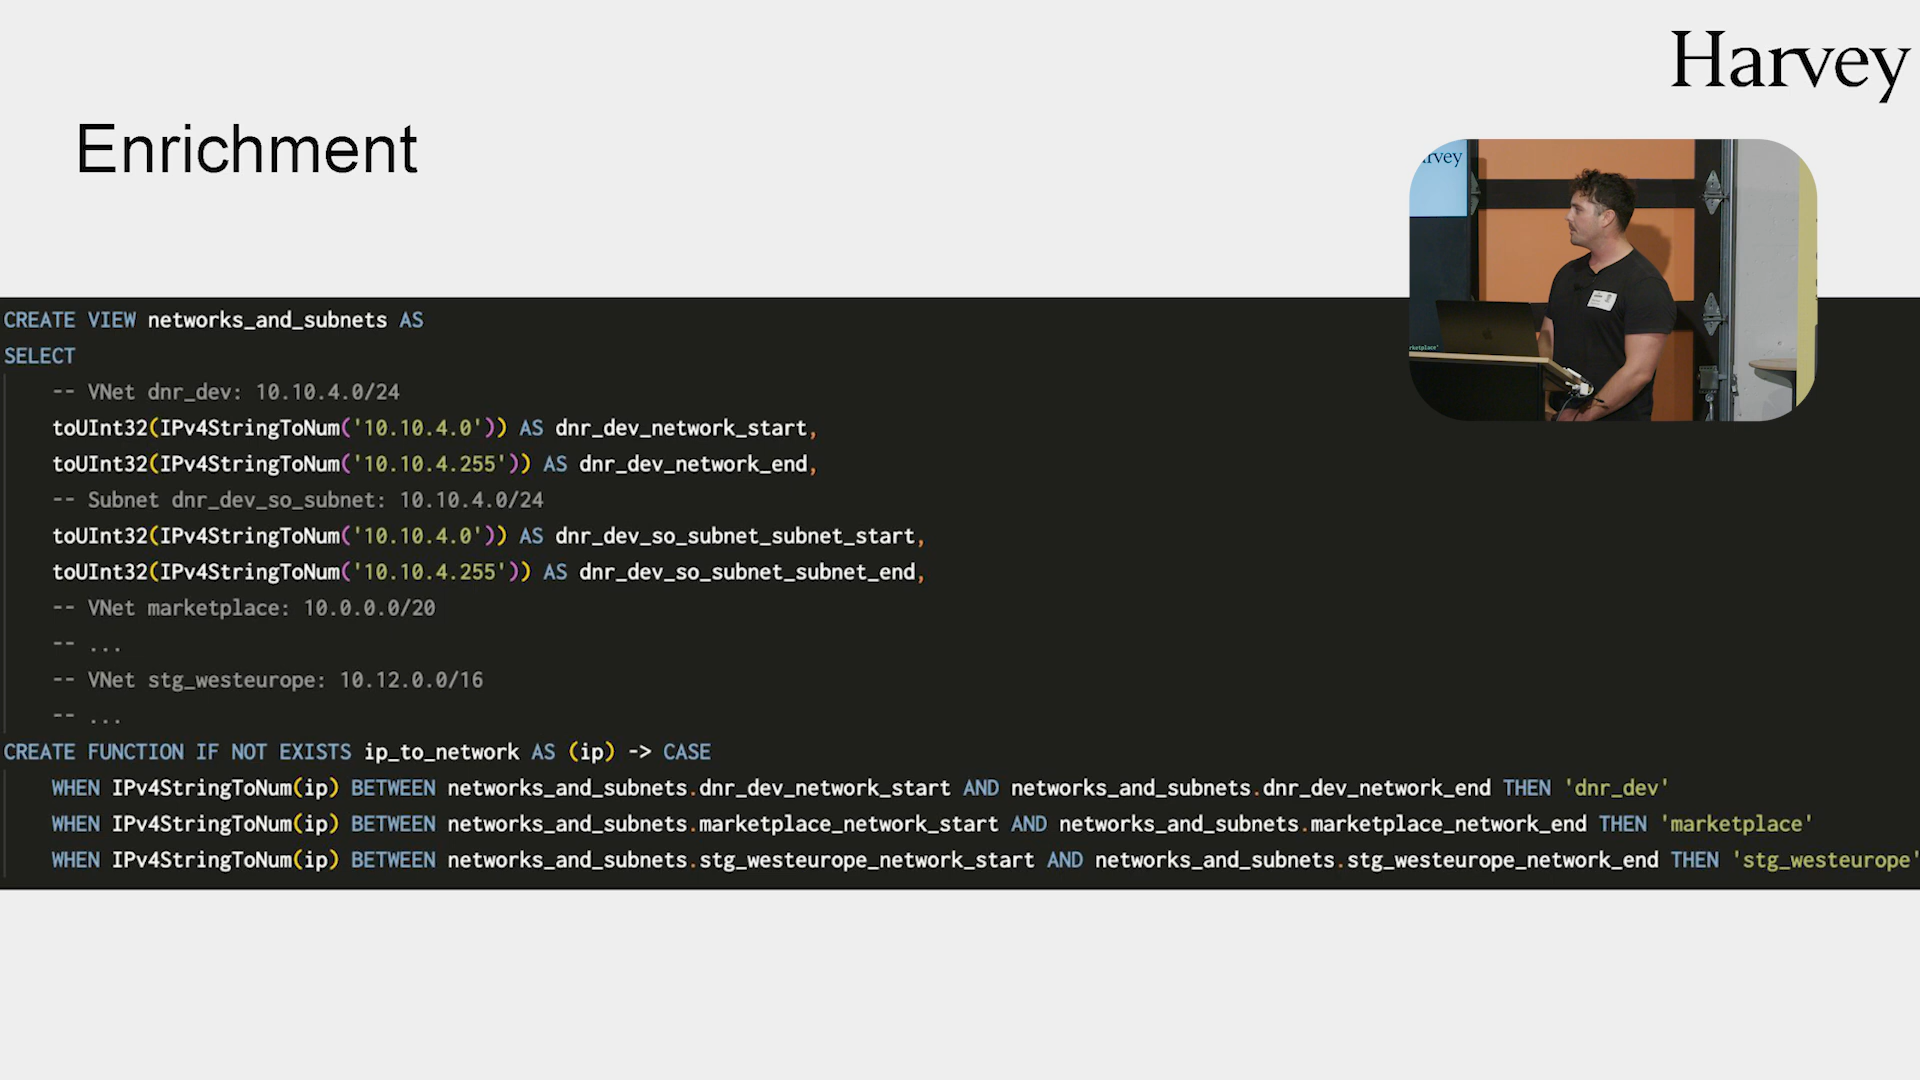 Harvey
Enrichment
rvey
CREATE VIEW networks_and_subnets AS
SELECT
-- VNet dnr_dev: 10.10.4.0/24
toUInt32(IPv4StringToNum('10.10.4.0')) AS dnr_dev_network_start,
toUInt32(IPv4StringToNum('10.10.4.255')) AS dnr_dev_network_end,
-- Subnet dnr_dev_so_subnet: 10.10.4.0/24
toUInt32(IPv4StringToNum('10.10.4.0')) AS dnr_dev_so_subnet_subnet_start,
toUInt32(IPv4StringToNum('10.10.4.255')) AS dnr_dev_so_subnet_subnet_end,
-- VNet marketplace: 10.0.0.0/20
-- ...
-- VNet stg_westeurope: 10.12.0.0/16
-- ...
CREATE FUNCTION IF NOT EXISTS ip_to_network AS (ip) -> CASE
WHEN IPv4StringToNum(ip) BETWEEN networks_and_subnets.dnr_dev_network_start AND networks_and_subnets.dnr_dev_network_end THEN 'dnr_dev'
WHEN IPv4StringToNum(ip) BETWEEN networks_and_subnets.marketplace_network_start AND networks_and_subnets.marketplace_network_end THEN 'marketplace'
WHEN IPv4StringToNum(ip) BETWEEN networks_and_subnets.stg_westeurope_network_start AND networks_and_subnets.stg_westeurope_network_end THEN 'stg_westeurope'